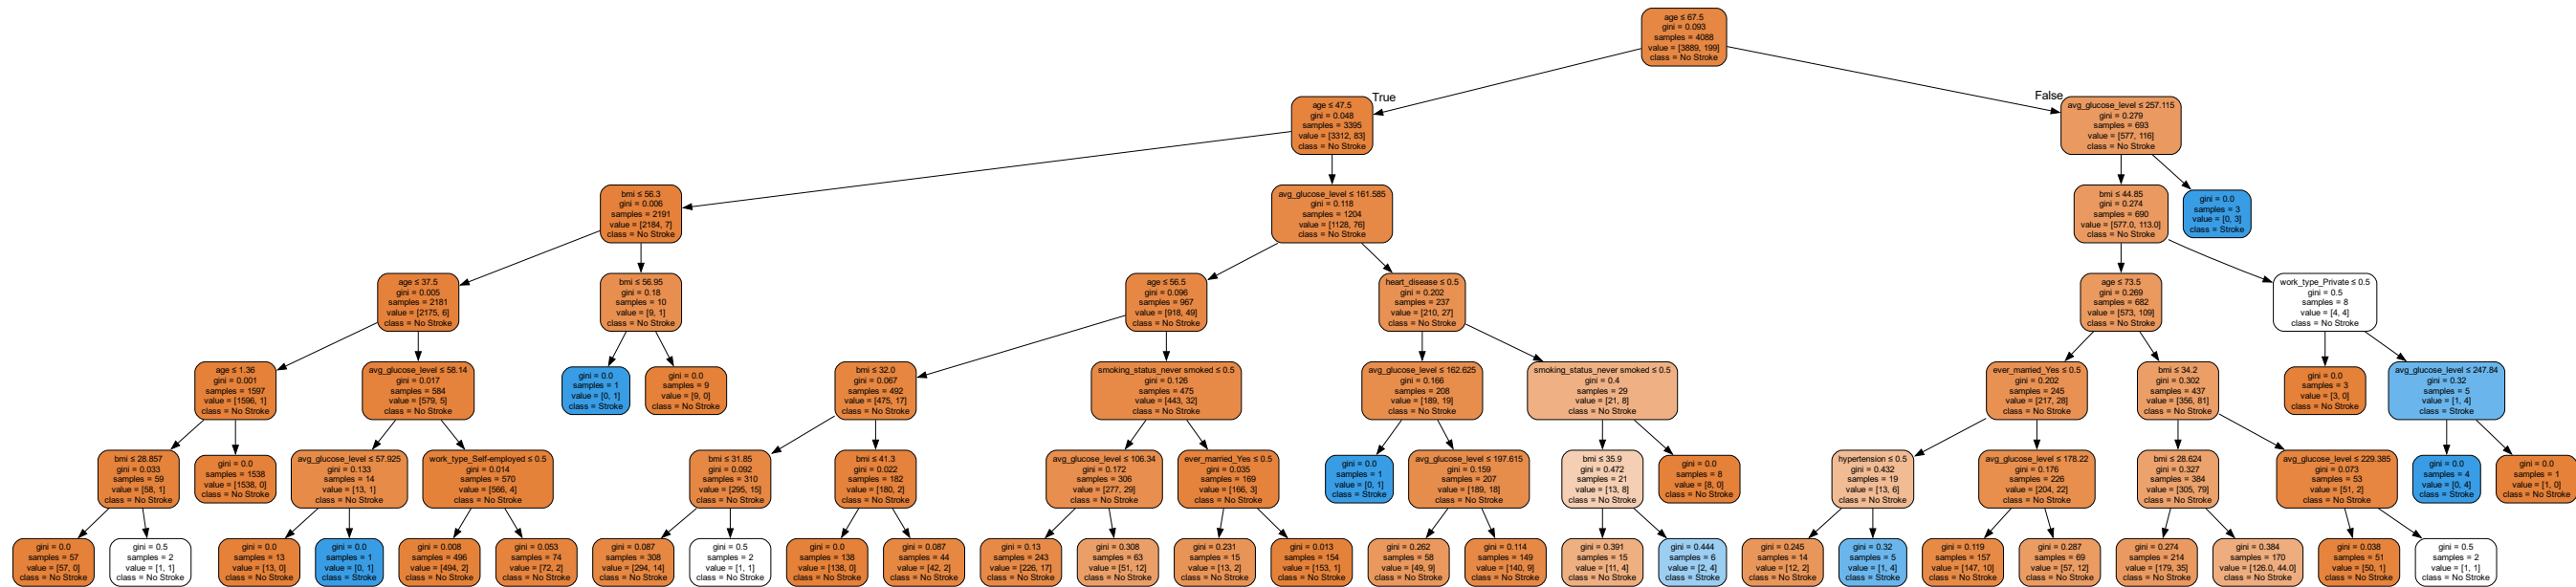 age ≤ 67.5
gini = 0.093
samples = 4088
value = [3889, 199]
class = No Stroke
True
False
age ≤ 47.5
gini = 0.048
samples = 3395
value = [3312, 83]
class = No Stroke
avg_glucose_level ≤ 257.115
gini = 0.279
samples = 693
value = [577, 116]
class = No Stroke
bmi ≤ 56.3
gini = 0.006
samples = 2191
value = [2184, 7]
class = No Stroke
avg_glucose_level ≤ 161.585
gini = 0.118
samples = 1204
value = [1128, 76]
class = No Stroke
bmi ≤ 44.85
gini = 0.274
samples = 690
value = [577.0, 113.0]
class = No Stroke
gini = 0.0
samples = 3
value = [0, 3]
class = Stroke
age ≤ 37.5
gini = 0.005
samples = 2181
value = [2175, 6]
class = No Stroke
bmi ≤ 56.95
gini = 0.18
samples = 10
value = [9, 1]
class = No Stroke
age ≤ 56.5
gini = 0.096
samples = 967
value = [918, 49]
class = No Stroke
heart_disease ≤ 0.5
gini = 0.202
samples = 237
value = [210, 27]
class = No Stroke
age ≤ 73.5
gini = 0.269
samples = 682
value = [573, 109]
class = No Stroke
work_type_Private ≤ 0.5
gini = 0.5
samples = 8
value = [4, 4]
class = No Stroke
age ≤ 1.36
gini = 0.001
samples = 1597
value = [1596, 1]
class = No Stroke
avg_glucose_level ≤ 58.14
gini = 0.017
samples = 584
value = [579, 5]
class = No Stroke
gini = 0.0
samples = 1
value = [0, 1]
class = Stroke
gini = 0.0
samples = 9
value = [9, 0]
class = No Stroke
bmi ≤ 32.0
gini = 0.067
samples = 492
value = [475, 17]
class = No Stroke
smoking_status_never smoked ≤ 0.5
gini = 0.126
samples = 475
value = [443, 32]
class = No Stroke
avg_glucose_level ≤ 162.625
gini = 0.166
samples = 208
value = [189, 19]
class = No Stroke
smoking_status_never smoked ≤ 0.5
gini = 0.4
samples = 29
value = [21, 8]
class = No Stroke
ever_married_Yes ≤ 0.5
gini = 0.202
samples = 245
value = [217, 28]
class = No Stroke
bmi ≤ 34.2
gini = 0.302
samples = 437
value = [356, 81]
class = No Stroke
gini = 0.0
samples = 3
value = [3, 0]
class = No Stroke
avg_glucose_level ≤ 247.84
gini = 0.32
samples = 5
value = [1, 4]
class = Stroke
bmi ≤ 28.857
gini = 0.033
samples = 59
value = [58, 1]
class = No Stroke
gini = 0.0
samples = 1538
value = [1538, 0]
class = No Stroke
avg_glucose_level ≤ 57.925
gini = 0.133
samples = 14
value = [13, 1]
class = No Stroke
work_type_Self-employed ≤ 0.5
gini = 0.014
samples = 570
value = [566, 4]
class = No Stroke
bmi ≤ 31.85
gini = 0.092
samples = 310
value = [295, 15]
class = No Stroke
bmi ≤ 41.3
gini = 0.022
samples = 182
value = [180, 2]
class = No Stroke
avg_glucose_level ≤ 106.34
gini = 0.172
samples = 306
value = [277, 29]
class = No Stroke
ever_married_Yes ≤ 0.5
gini = 0.035
samples = 169
value = [166, 3]
class = No Stroke
gini = 0.0
samples = 1
value = [0, 1]
class = Stroke
avg_glucose_level ≤ 197.615
gini = 0.159
samples = 207
value = [189, 18]
class = No Stroke
bmi ≤ 35.9
gini = 0.472
samples = 21
value = [13, 8]
class = No Stroke
gini = 0.0
samples = 8
value = [8, 0]
class = No Stroke
hypertension ≤ 0.5
gini = 0.432
samples = 19
value = [13, 6]
class = No Stroke
avg_glucose_level ≤ 178.22
gini = 0.176
samples = 226
value = [204, 22]
class = No Stroke
bmi ≤ 28.624
gini = 0.327
samples = 384
value = [305, 79]
class = No Stroke
avg_glucose_level ≤ 229.385
gini = 0.073
samples = 53
value = [51, 2]
class = No Stroke
gini = 0.0
samples = 4
value = [0, 4]
class = Stroke
gini = 0.0
samples = 1
value = [1, 0]
class = No Stroke
gini = 0.0
samples = 57
value = [57, 0]
class = No Stroke
gini = 0.5
samples = 2
value = [1, 1]
class = No Stroke
gini = 0.0
samples = 13
value = [13, 0]
class = No Stroke
gini = 0.0
samples = 1
value = [0, 1]
class = Stroke
gini = 0.008
samples = 496
value = [494, 2]
class = No Stroke
gini = 0.053
samples = 74
value = [72, 2]
class = No Stroke
gini = 0.087
samples = 308
value = [294, 14]
class = No Stroke
gini = 0.5
samples = 2
value = [1, 1]
class = No Stroke
gini = 0.0
samples = 138
value = [138, 0]
class = No Stroke
gini = 0.087
samples = 44
value = [42, 2]
class = No Stroke
gini = 0.13
samples = 243
value = [226, 17]
class = No Stroke
gini = 0.308
samples = 63
value = [51, 12]
class = No Stroke
gini = 0.231
samples = 15
value = [13, 2]
class = No Stroke
gini = 0.013
samples = 154
value = [153, 1]
class = No Stroke
gini = 0.262
samples = 58
value = [49, 9]
class = No Stroke
gini = 0.114
samples = 149
value = [140, 9]
class = No Stroke
gini = 0.391
samples = 15
value = [11, 4]
class = No Stroke
gini = 0.444
samples = 6
value = [2, 4]
class = Stroke
gini = 0.245
samples = 14
value = [12, 2]
class = No Stroke
gini = 0.32
samples = 5
value = [1, 4]
class = Stroke
gini = 0.119
samples = 157
value = [147, 10]
class = No Stroke
gini = 0.287
samples = 69
value = [57, 12]
class = No Stroke
gini = 0.274
samples = 214
value = [179, 35]
class = No Stroke
gini = 0.384
samples = 170
value = [126.0, 44.0]
class = No Stroke
gini = 0.038
samples = 51
value = [50, 1]
class = No Stroke
gini = 0.5
samples = 2
value = [1, 1]
class = No Stroke